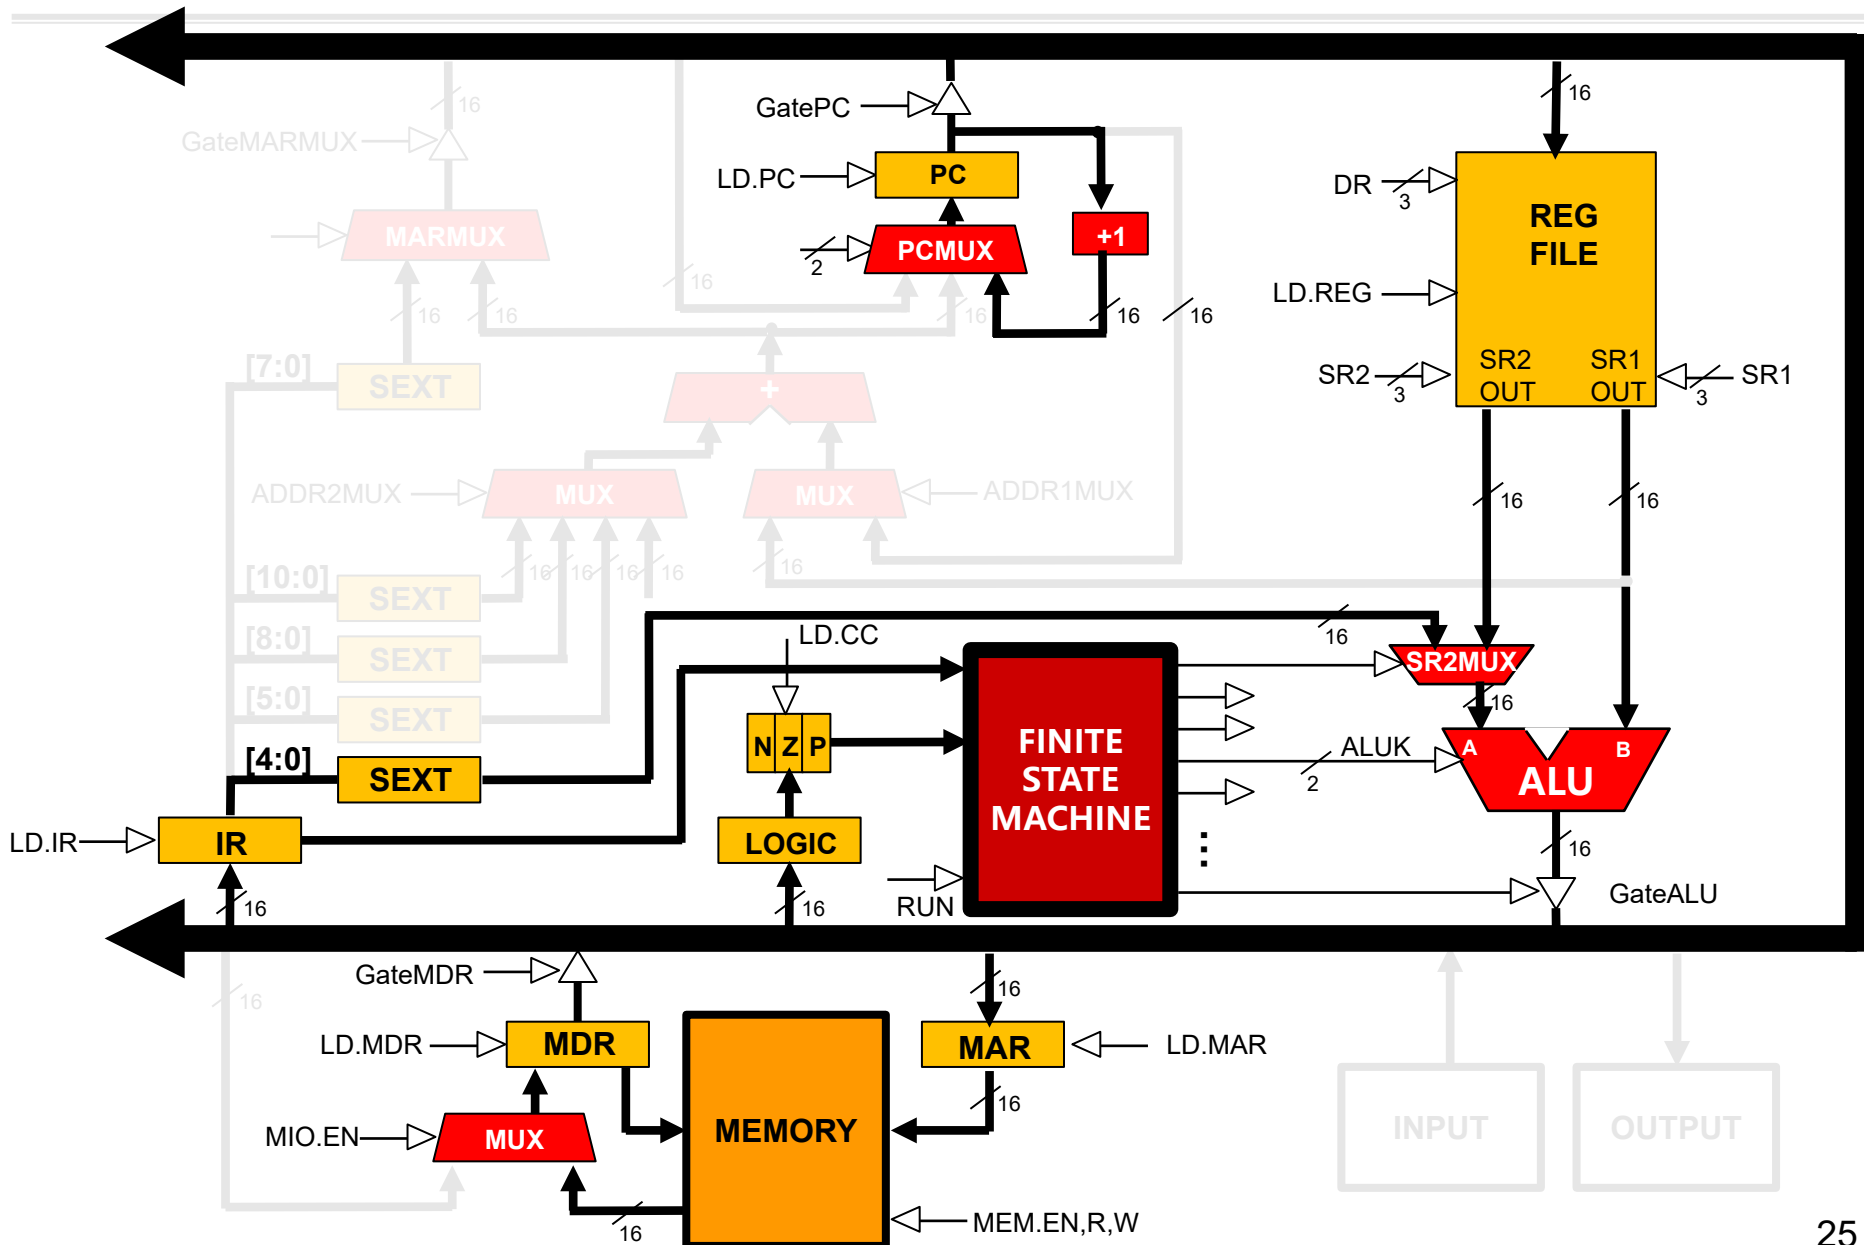 16
GatePC
16
GateMARMUX
LD.PC
PC
DR
3
REG
FILE
MARMUX
2
PCMUX
+1
16
LD.REG
16
16
16
16
16
[7:0]
SEXT
+
SR2
3
SR2
OUT
SR1
OUT
3
SR1
ADDR2MUX
MUX
MUX
ADDR1MUX
16
16
[10:0]
SEXT
16
16
16
16
16
[8:0]
SEXT
LD.CC
16
SR2MUX
[5:0]
SEXT
16
N Z P
FINITE
STATE
MACHINE
ALUK
2
A
B
ALU
[4:0]
SEXT
LD.IR
IR
LOGIC
16
16
16
RUN
⋮
GateALU
GateMDR
16
16
LD.MDR
MDR
MAR
LD.MAR
16
MIO.EN
MUX
MEMORY
INPUT
OUTPUT
16
MEM.EN,R,W
25